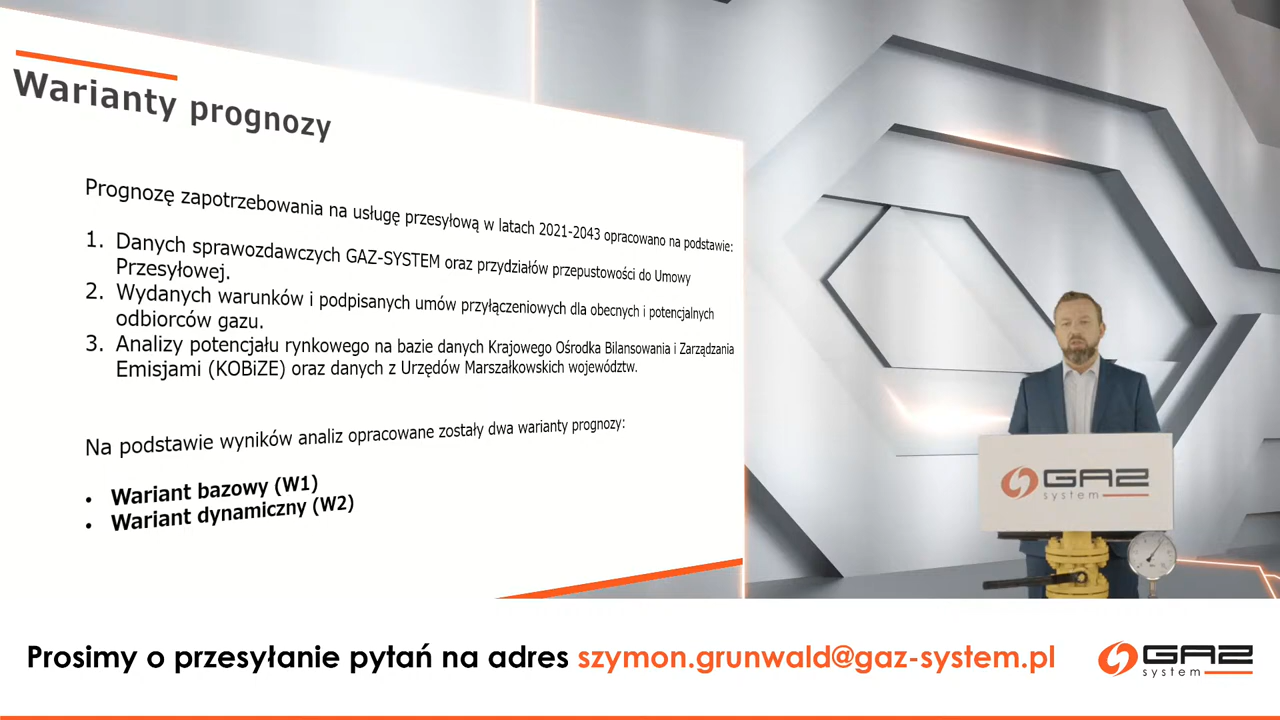 Warianty prognozy
Prognozę zapotrzebowania na usługę przesyłową w latach 2021-2043 opracowano na podstawie:
1. Danych sprawozdawczych GAZ-SYSTEM oraz przydziałów przepustowości do Umowy
Przesyłowej.
2. Wydanych warunków i podpisanych umów przyłączeniowych dla obecnych i potencjalnych
odbiorców gazu.
3. Analizy potencjału rynkowego na bazie danych Krajowego Ośrodka Bilansowania i Zarządzania
Emisjami (KOBiZE) oraz danych z Urzędów Marszałkowskich województw.
Na podstawie wyników analiz opracowane zostały dwa warianty prognozy:
• Wariant bazowy (W1)
• Wariant dynamiczny (W2)
GAZ
system
Prosimy o przesyłanie pytań na adres szymon.grunwald@gaz-system.pl
GAZ
system